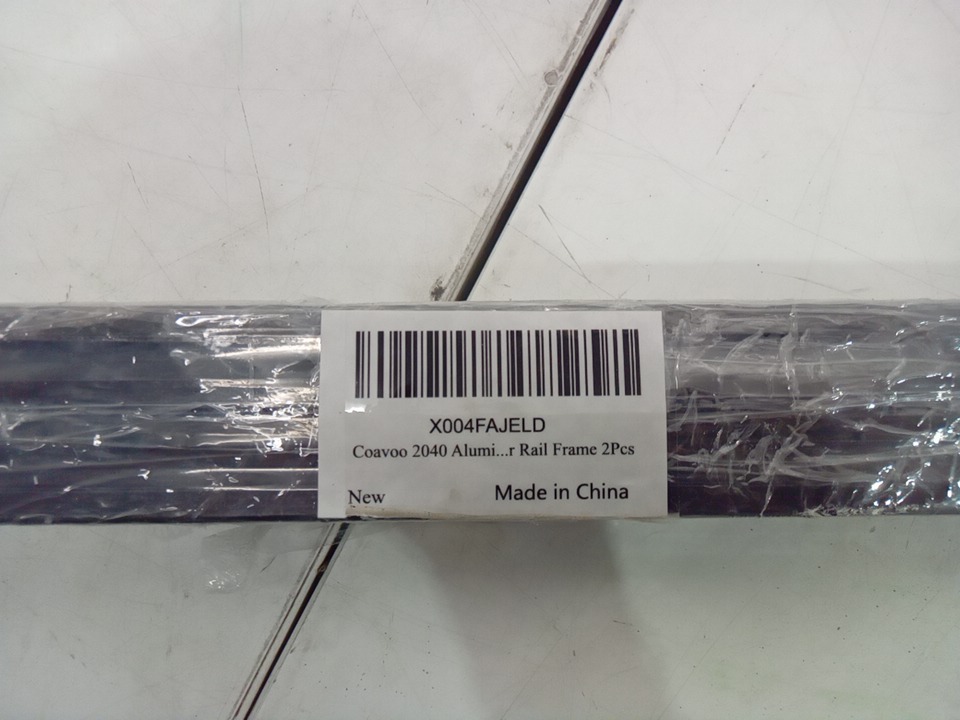 X004FAJELD
Coavoo 2040 Alumi...r Rail Frame 2Pcs
New
Made in China